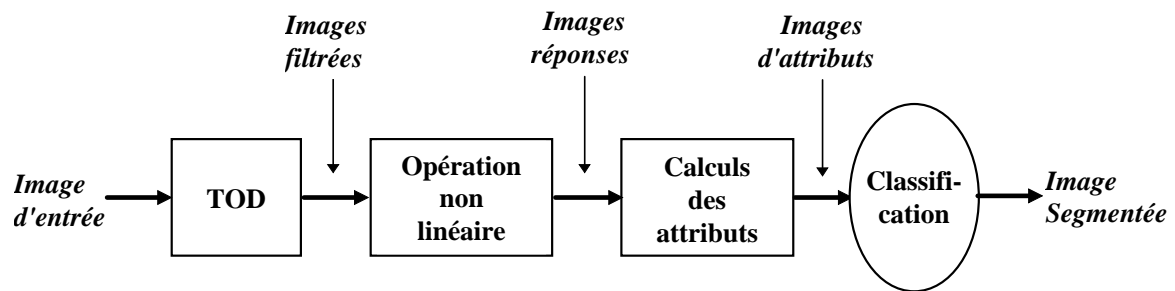 Images
filtrées
Images
réponses
Images
d'attributs
Image
d'entrée
TOD
Opération
non
linéaire
Calculs
des
attributs
Classifi-
cation
Image
Segmentée